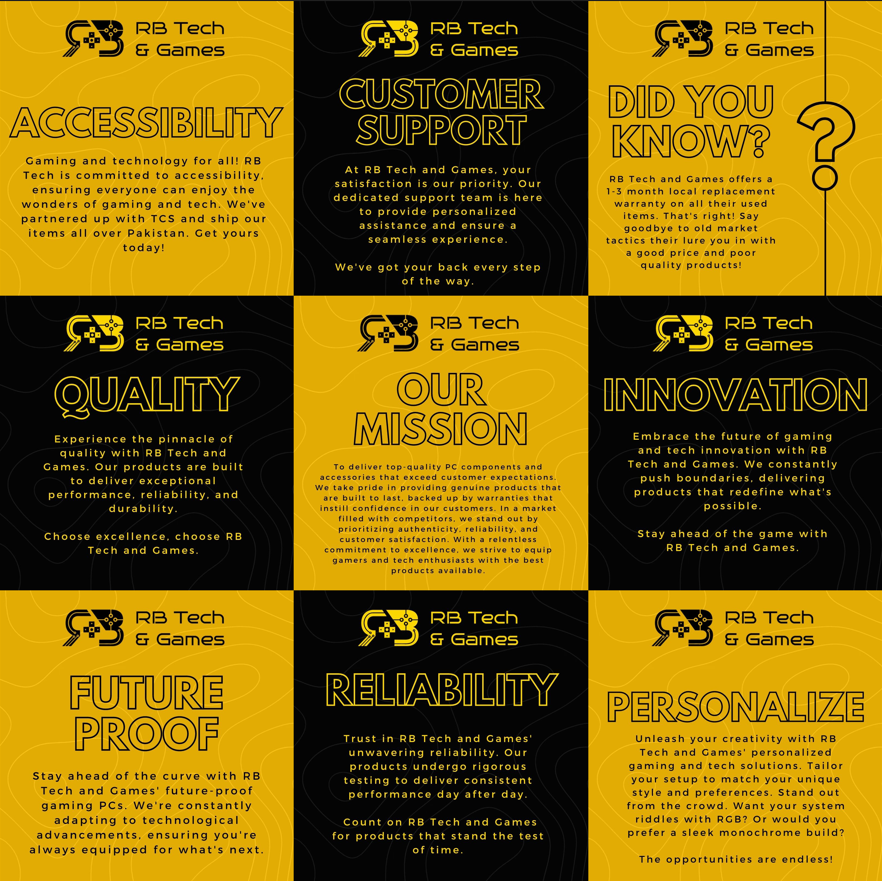 RB Tech
& Games
ACCESSIBILITY
Gaming and technology for all! RB
Tech is committed to accessibility,
ensuring everyone can enjoy the
wonders of gaming and tech. We've
partnered up with TCS and ship our
items all over Pakistan. Get yours
today!
RB Tech
& Games
CUSTOMER
SUPPORT
At RB Tech and Games, your
satisfaction is our priority. Our
dedicated support team is here
to provide personalized
assistance and ensure a
seamless experience.
We've got your back every step
of the way.
RB Tech
& Games
DID YOU
KNOW?
?
RB Tech and Games offers a
1-3 month local replacement
warranty on all their used
items. That's right! Say
goodbye to old market
tactics their lure you in with
a good price and poor
quality products!
RB Tech
& Games
QUALITY
Experience the pinnacle of
quality with RB Tech and
Games. Our products are built
to deliver exceptional
performance, reliability, and
durability.
Choose excellence, choose RB
Tech and Games.
RB Tech
& Games
OUR
MISSION
To deliver top-quality PC components and
accessories that exceed customer expectations.
We take pride in providing genuine products that
are built to last, backed up by warranties that
instill confidence in our customers. In a market
filled with competitors, we stand out by
prioritizing authenticity, reliability, and
customer satisfaction. With a relentless
commitment to excellence, we strive to equip
gamers and tech enthusiasts with the best
products available.
RB Tech
& Games
INNOVATION
Embrace the future of gaming
and tech innovation with RB
Tech and Games. We constantly
push boundaries, delivering
products that redefine what's
possible.
Stay ahead of the game with
RB Tech and Games.
RB Tech
& Games
FUTURE
PROOF
Stay ahead of the curve with RB
Tech and Games' future-proof
gaming PCs. We're constantly
adapting to technological
advancements, ensuring you're
always equipped for what's next.
RB Tech
& Games
RELIABILITY
Trust in RB Tech and Games'
unwavering reliability. Our
products undergo rigorous
testing to deliver consistent
performance day after day.
Count on RB Tech and Games
for products that stand the test
of time.
RB Tech
& Games
PERSONALIZE
Unleash your creativity with RB
Tech and Games' personalized
gaming and tech solutions. Tailor
your setup to match your unique
style and preferences. Stand out
from the crowd. Want your system
riddles with RGB? Or would you
prefer a sleek monochrome build?
The opportunities are endless!